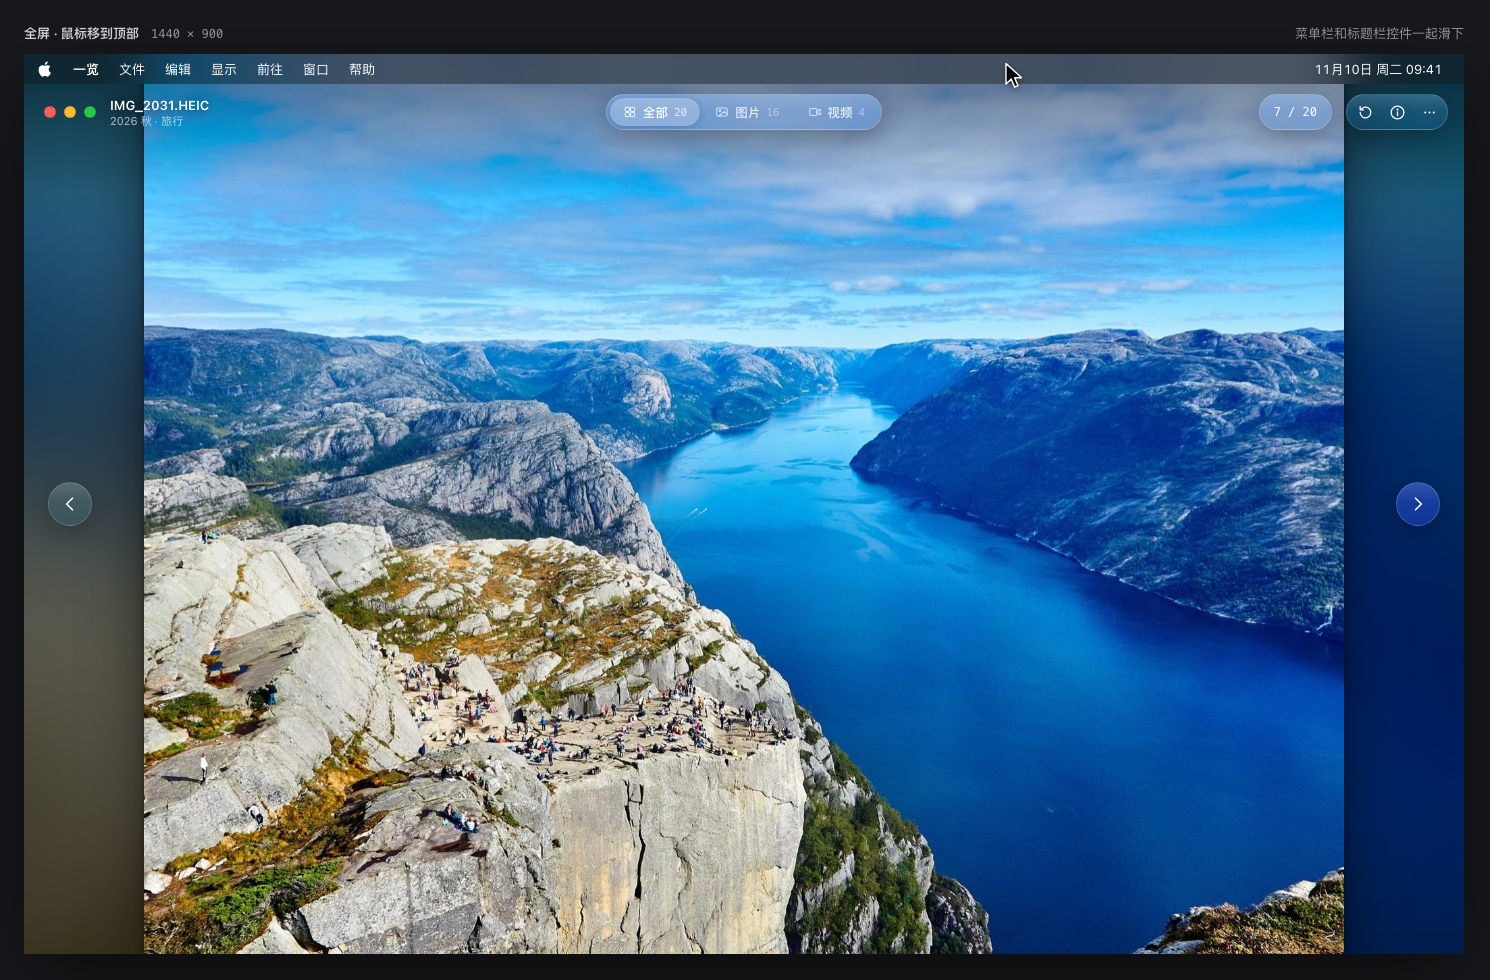 全屏 · 鼠标移到顶部 1440 × 900 菜单栏和标题栏控件一起滑下
一览 文件 编辑 显示 前往 窗口 帮助 11月10日 周二 09:41
IMG_2031.HEIC
2026 秋 · 旅行
全部 20 图片 16 视频 4
7 / 20